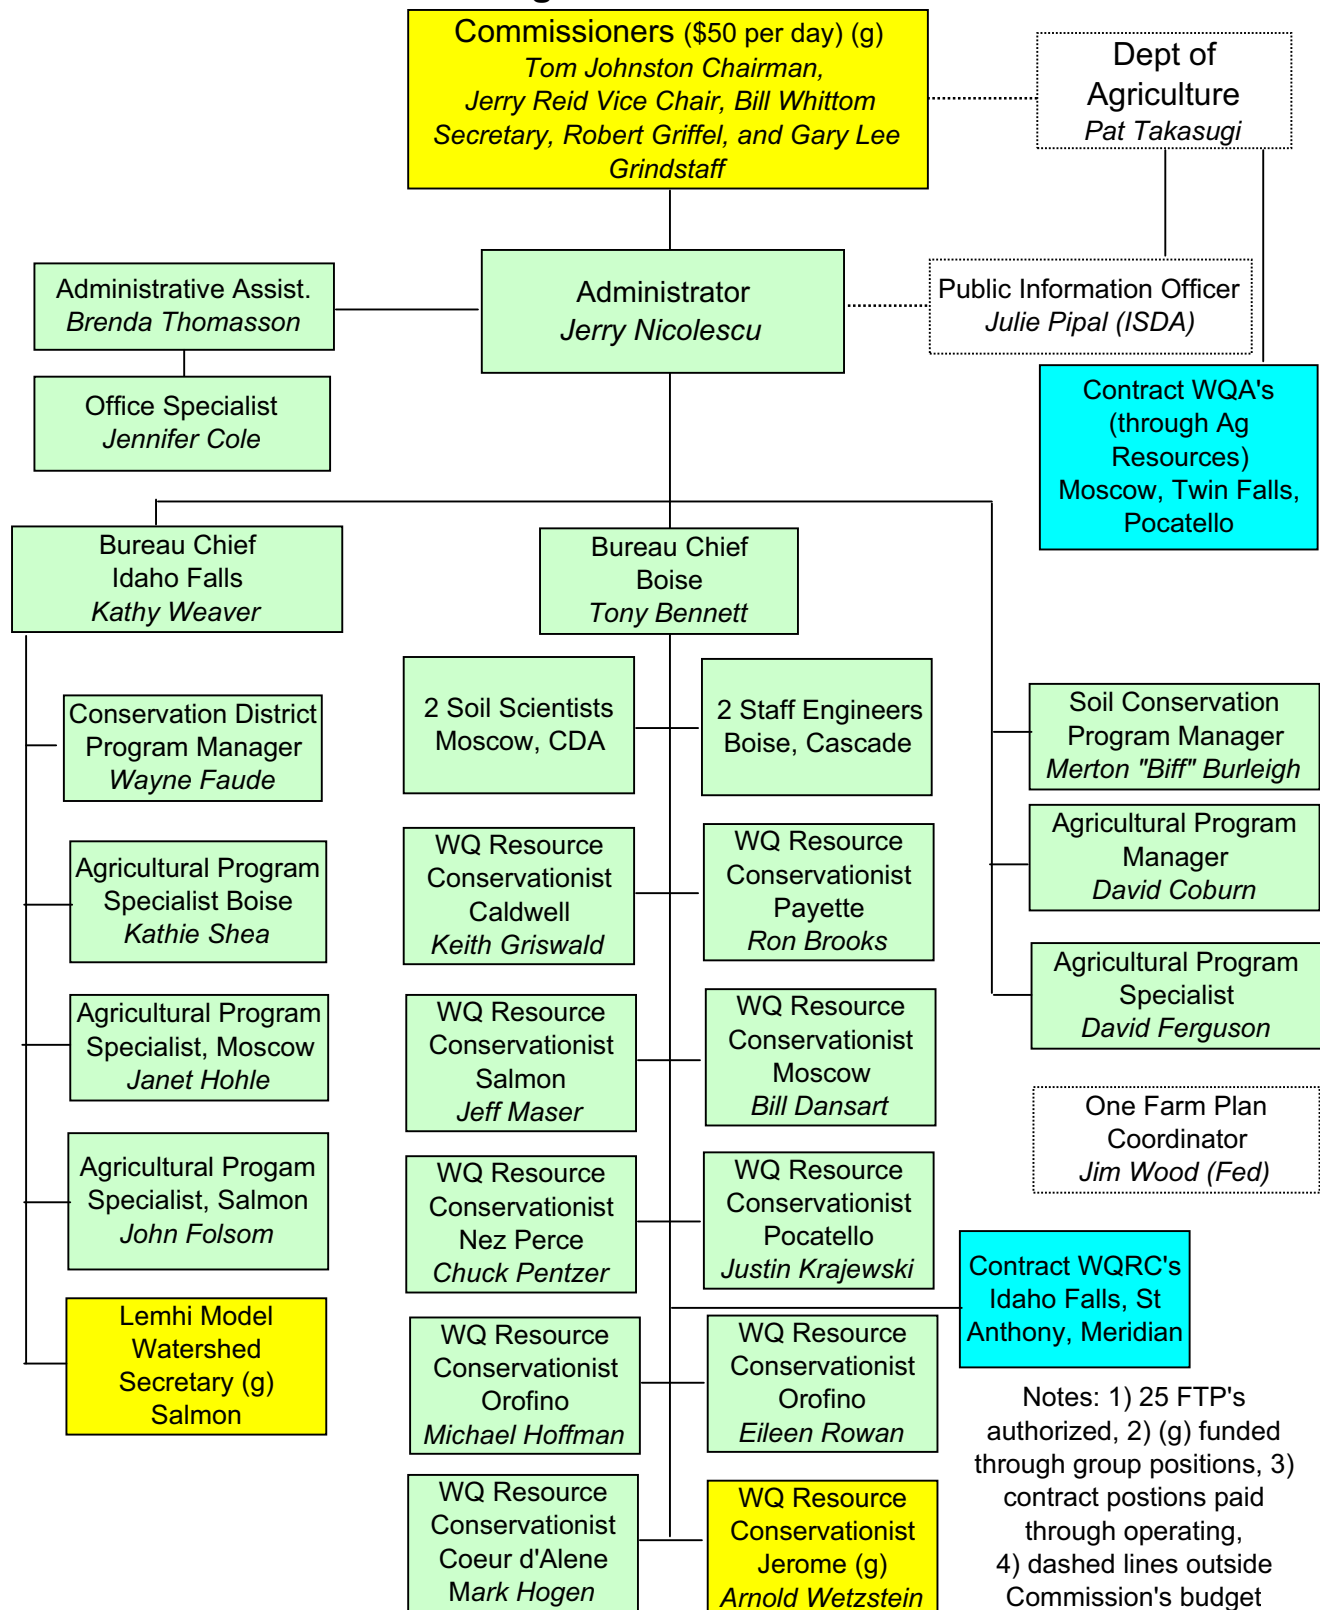 Commissioners ($50 per day) (g)
Tom Johnston Chairman,
Jerry Reid Vice Chair, Bill Whittom
Secretary, Robert Griffel, and Gary Lee
Grindstaff
Dept of
Agriculture
Pat Takasugi
Administrative Assist.
Brenda Thomasson
Administrator
Jerry Nicolescu
Public Information Officer
Julie Pipal (ISDA)
Office Specialist
Jennifer Cole
Contract WQA's
(through Ag
Resources)
Moscow, Twin Falls,
Pocatello
Bureau Chief
Idaho Falls
Kathy Weaver
Bureau Chief
Boise
Tony Bennett
Conservation District
Program Manager
Wayne Faude
Agricultural Program
Specialist Boise
Kathie Shea
Agricultural Program
Specialist, Moscow
Janet Hohle
Agricultural Progam
Specialist, Salmon
John Folsom
Lemhi Model
Watershed
Secretary (g)
Salmon
2 Soil Scientists
Moscow, CDA
2 Staff Engineers
Boise, Cascade
WQ Resource
Conservationist
Caldwell
Keith Griswald
WQ Resource
Conservationist
Payette
Ron Brooks
WQ Resource
Conservationist
Salmon
Jeff Maser
WQ Resource
Conservationist
Moscow
Bill Dansart
WQ Resource
Conservationist
Nez Perce
Chuck Pentzer
WQ Resource
Conservationist
Pocatello
Justin Krajewski
WQ Resource
Conservationist
Orofino
Michael Hoffman
WQ Resource
Conservationist
Orofino
Eileen Rowan
WQ Resource
Conservationist
Coeur d'Alene
Mark Hogen
WQ Resource
Conservationist
Jerome (g)
Arnold Wetzstein
Soil Conservation
Program Manager
Merton "Biff" Burleigh
Agricultural Program
Manager
David Coburn
Agricultural Program
Specialist
David Ferguson
One Farm Plan
Coordinator
Jim Wood (Fed)
Contract WQRC's
Idaho Falls, St
Anthony, Meridian
Notes: 1) 25 FTP's
authorized, 2) (g) funded
through group positions, 3)
contract postions paid
through operating,
4) dashed lines outside
Commission's budget